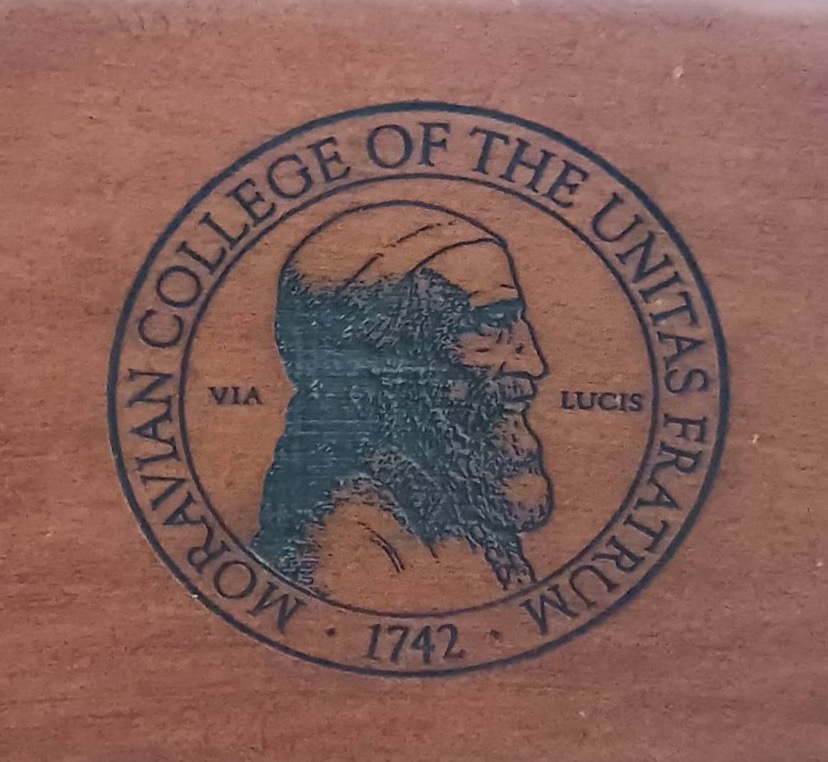 MORAVIAN COLLEGE OF THE UNITAS FRATRUM
VIA LUCIS
· 1742 ·